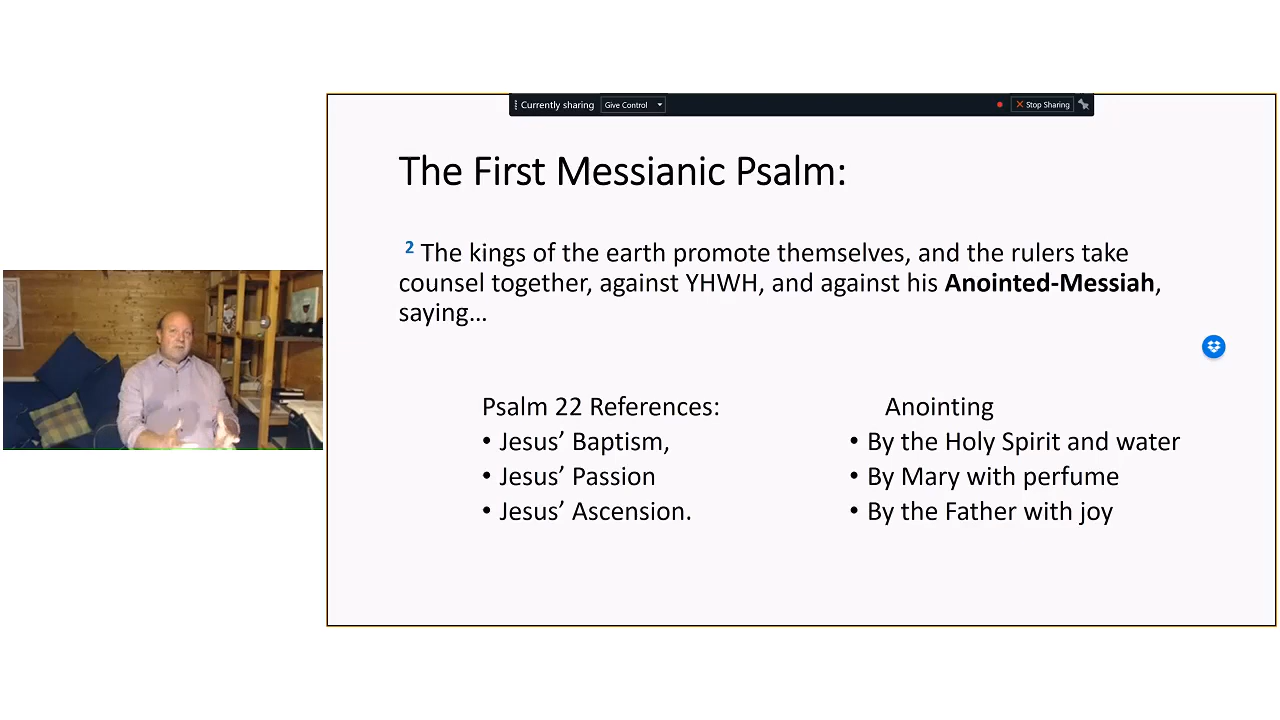 Currently sharing Give Control Stop Sharing
The First Messianic Psalm:
2 The kings of the earth promote themselves, and the rulers take
counsel together, against YHWH, and against his Anointed-Messiah,
saying…
Psalm 22 References:
• Jesus’ Baptism,
• Jesus’ Passion
• Jesus’ Ascension.
Anointing
• By the Holy Spirit and water
• By Mary with perfume
• By the Father with joy